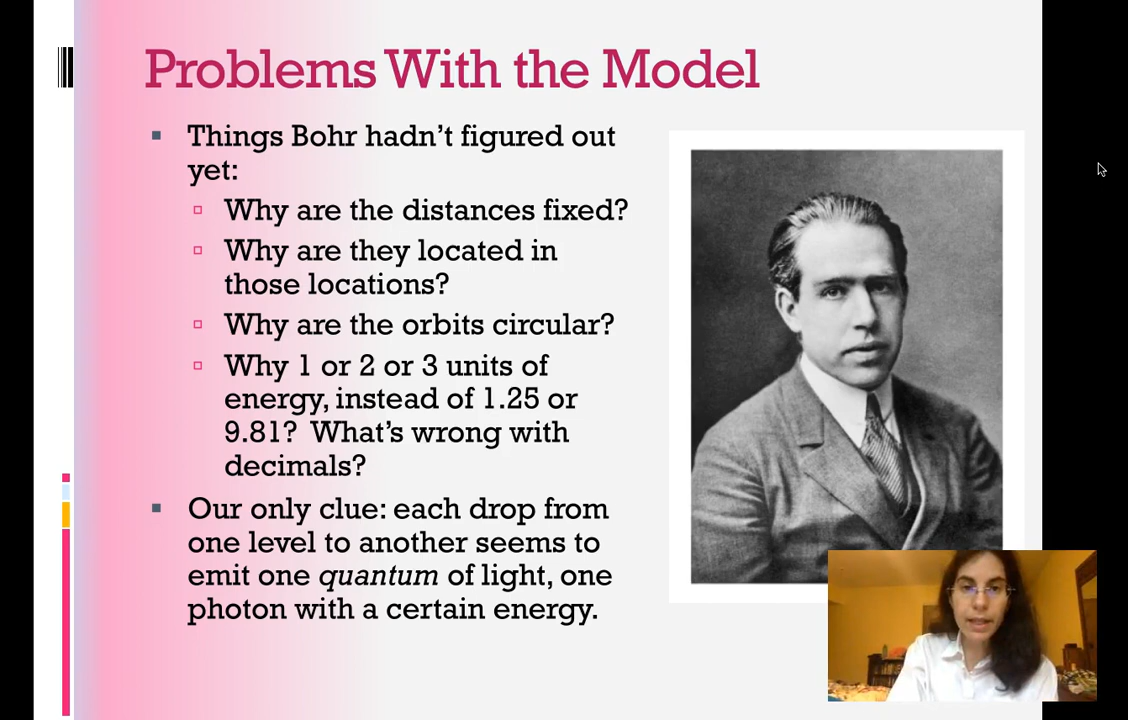 Problems With the Model
Things Bohr hadn't figured out
yet:
Why are the distances fixed?
Why are they located in
those locations?
Why are the orbits circular?
Why 1 or 2 or 3 units of
energy, instead of 1.25 or
9.81?  What's wrong with
decimals?
Our only clue: each drop from
one level to another seems to
emit one quantum of light, one
photon with a certain energy.